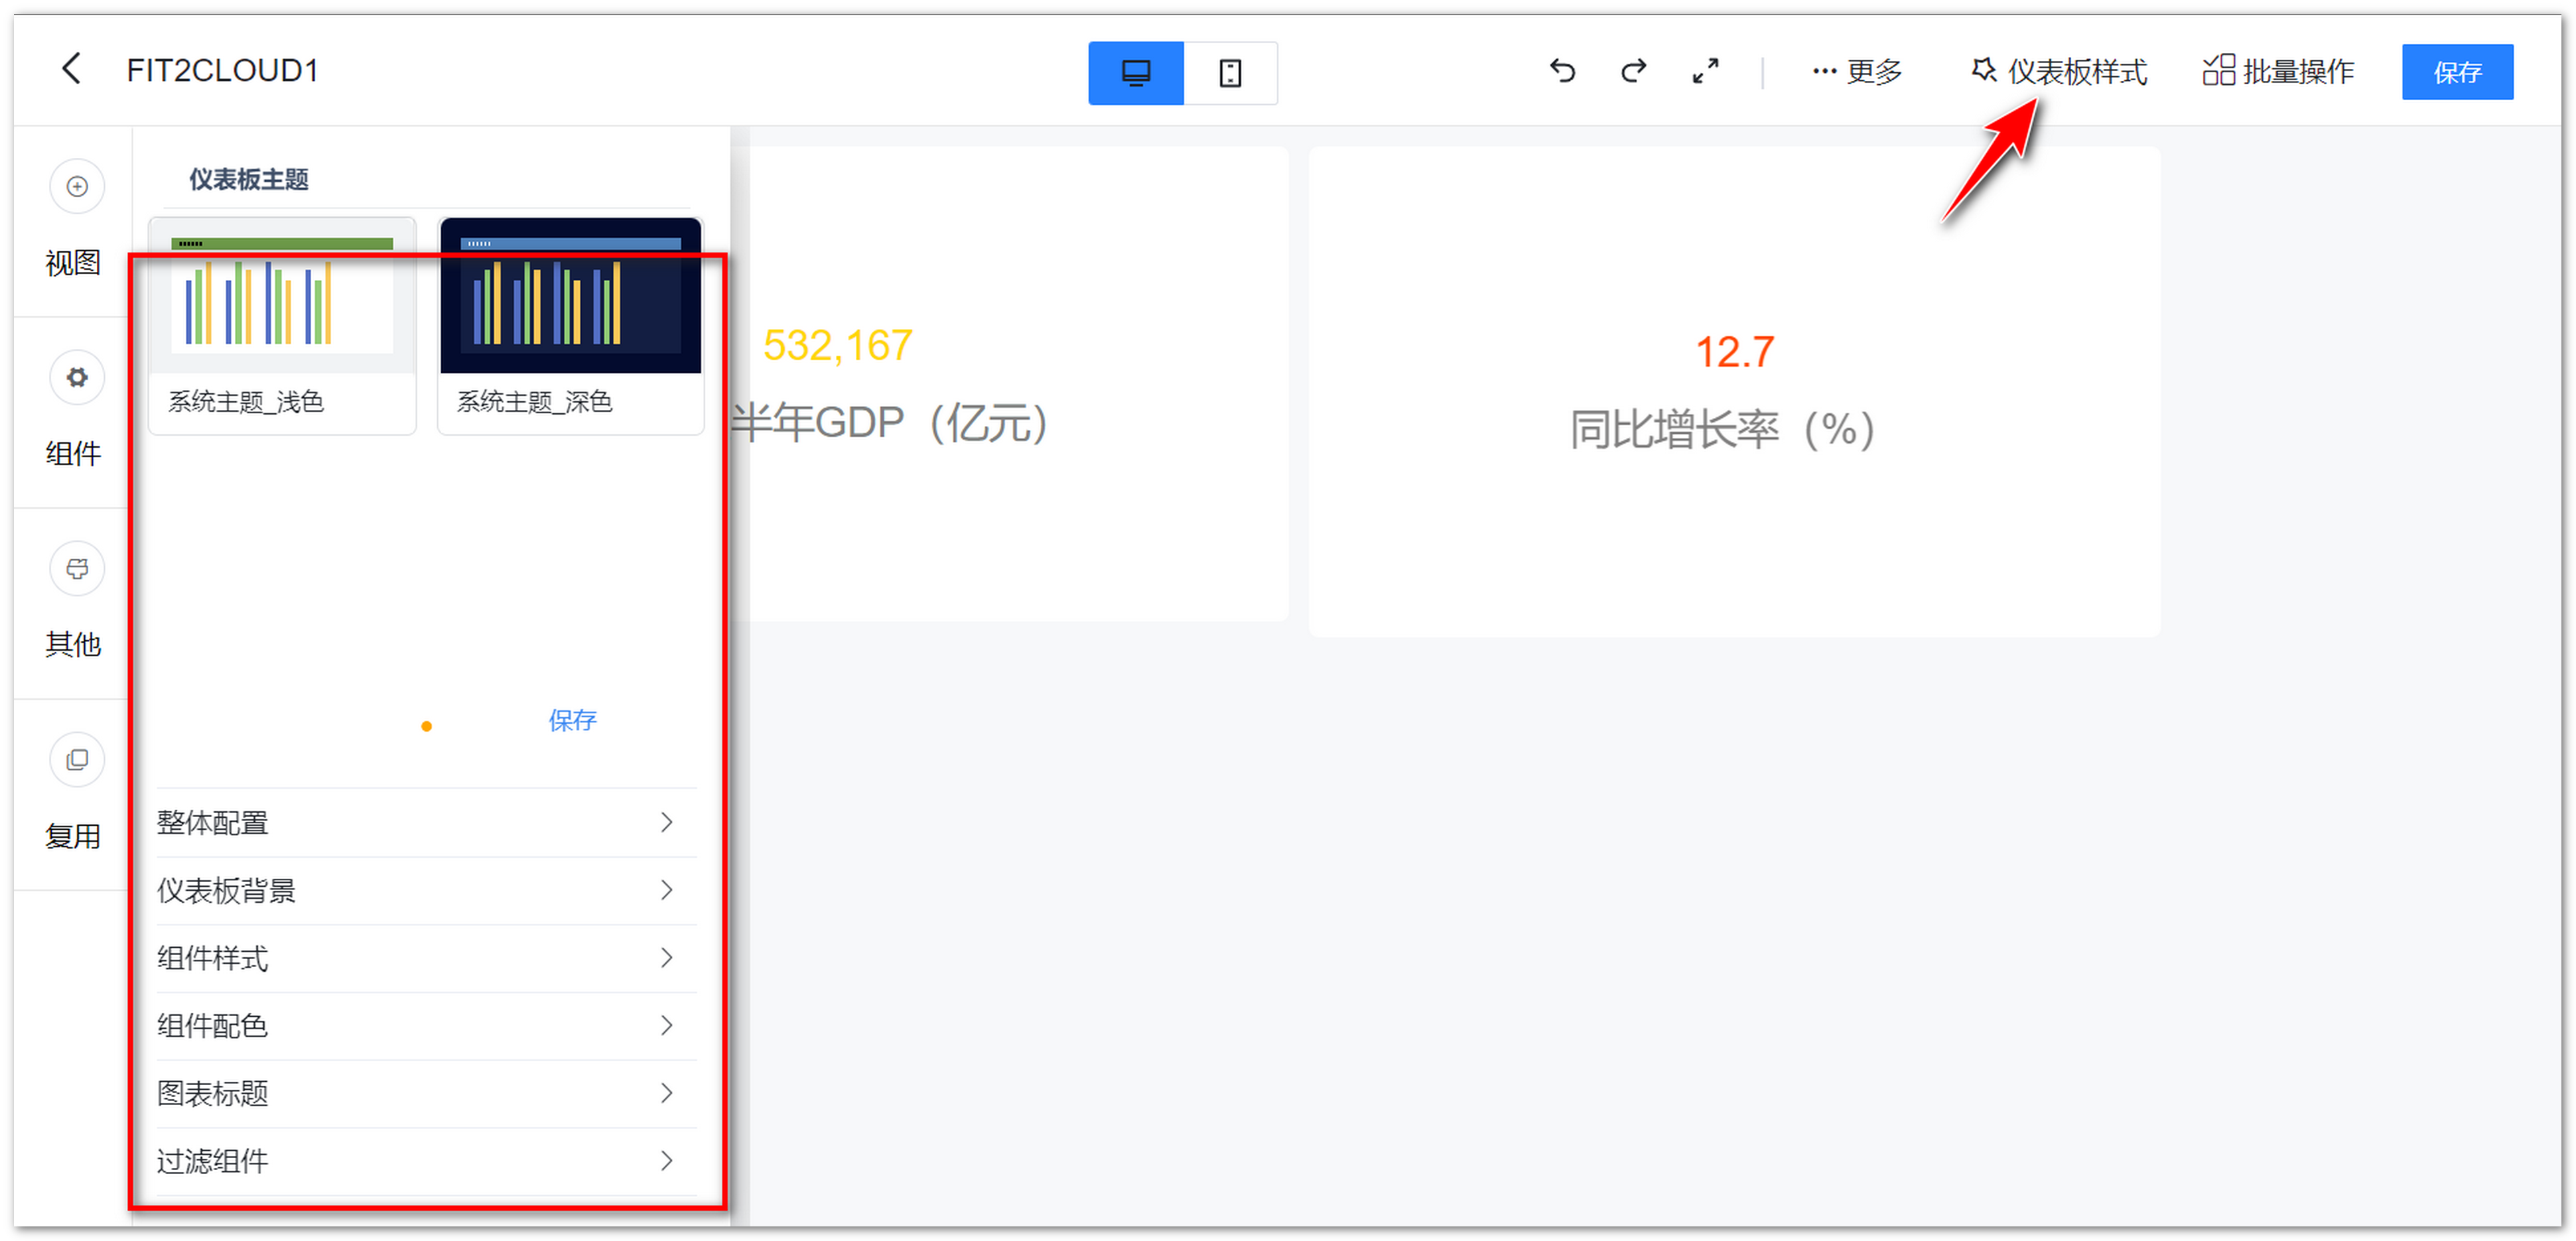 FIT2CLOUD1
更多
仪表板样式
批量操作
保存
视图
组件
其他
复用
仪表板主题
系统主题_浅色
系统主题_深色
保存
整体配置
仪表板背景
组件样式
组件配色
图表标题
过滤组件
532,167
半年GDP（亿元）
12.7
同比增长率（%）